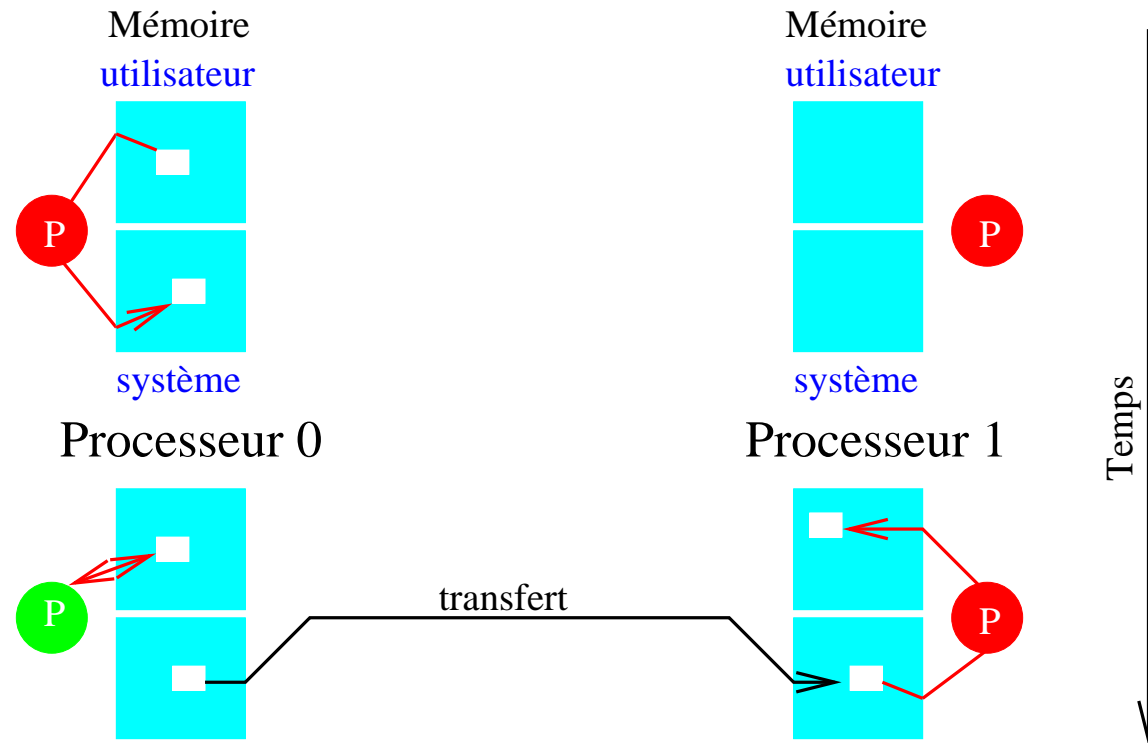 Mémoire
Mémoire
utilisateur
utilisateur
P
P
système
système
Processeur 0
Processeur 1
Temps
transfert
P
P